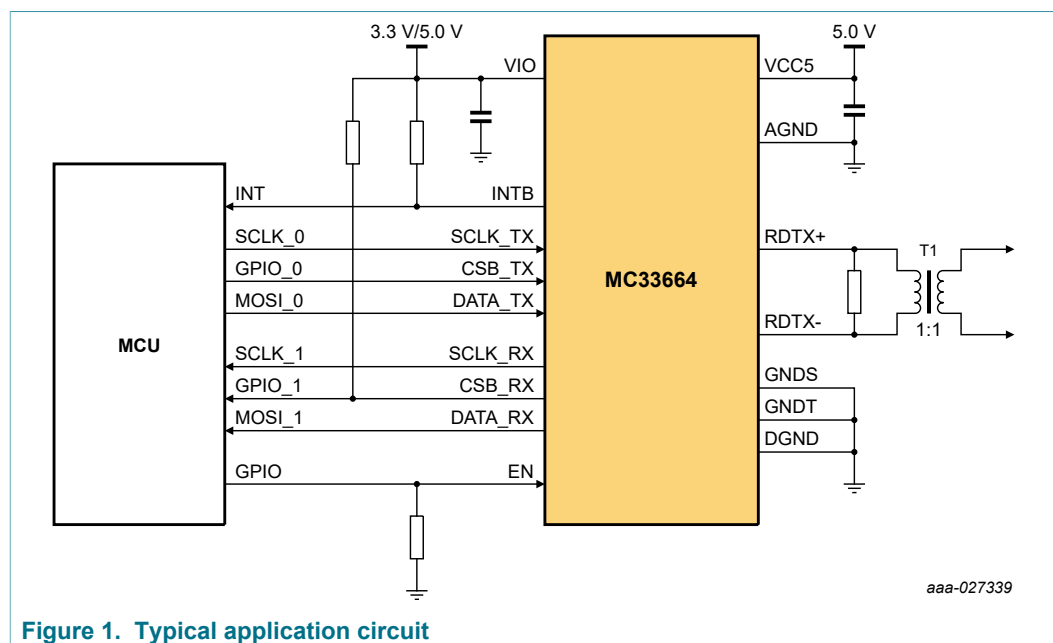 3.3 V/5.0 V
5.0 V
VIO
VCC5
AGND
INT
INTB
SCLK_0
SCLK_TX
RDTX+
T1
GPIO_0
CSB_TX
MC33664
MOSI_0
DATA_TX
RDTX-
1:1
MCU
SCLK_1
SCLK_RX
GNDS
GPIO_1
CSB_RX
GNDT
MOSI_1
DATA_RX
DGND
GPIO
EN
aaa-027339
Figure 1. Typical application circuit